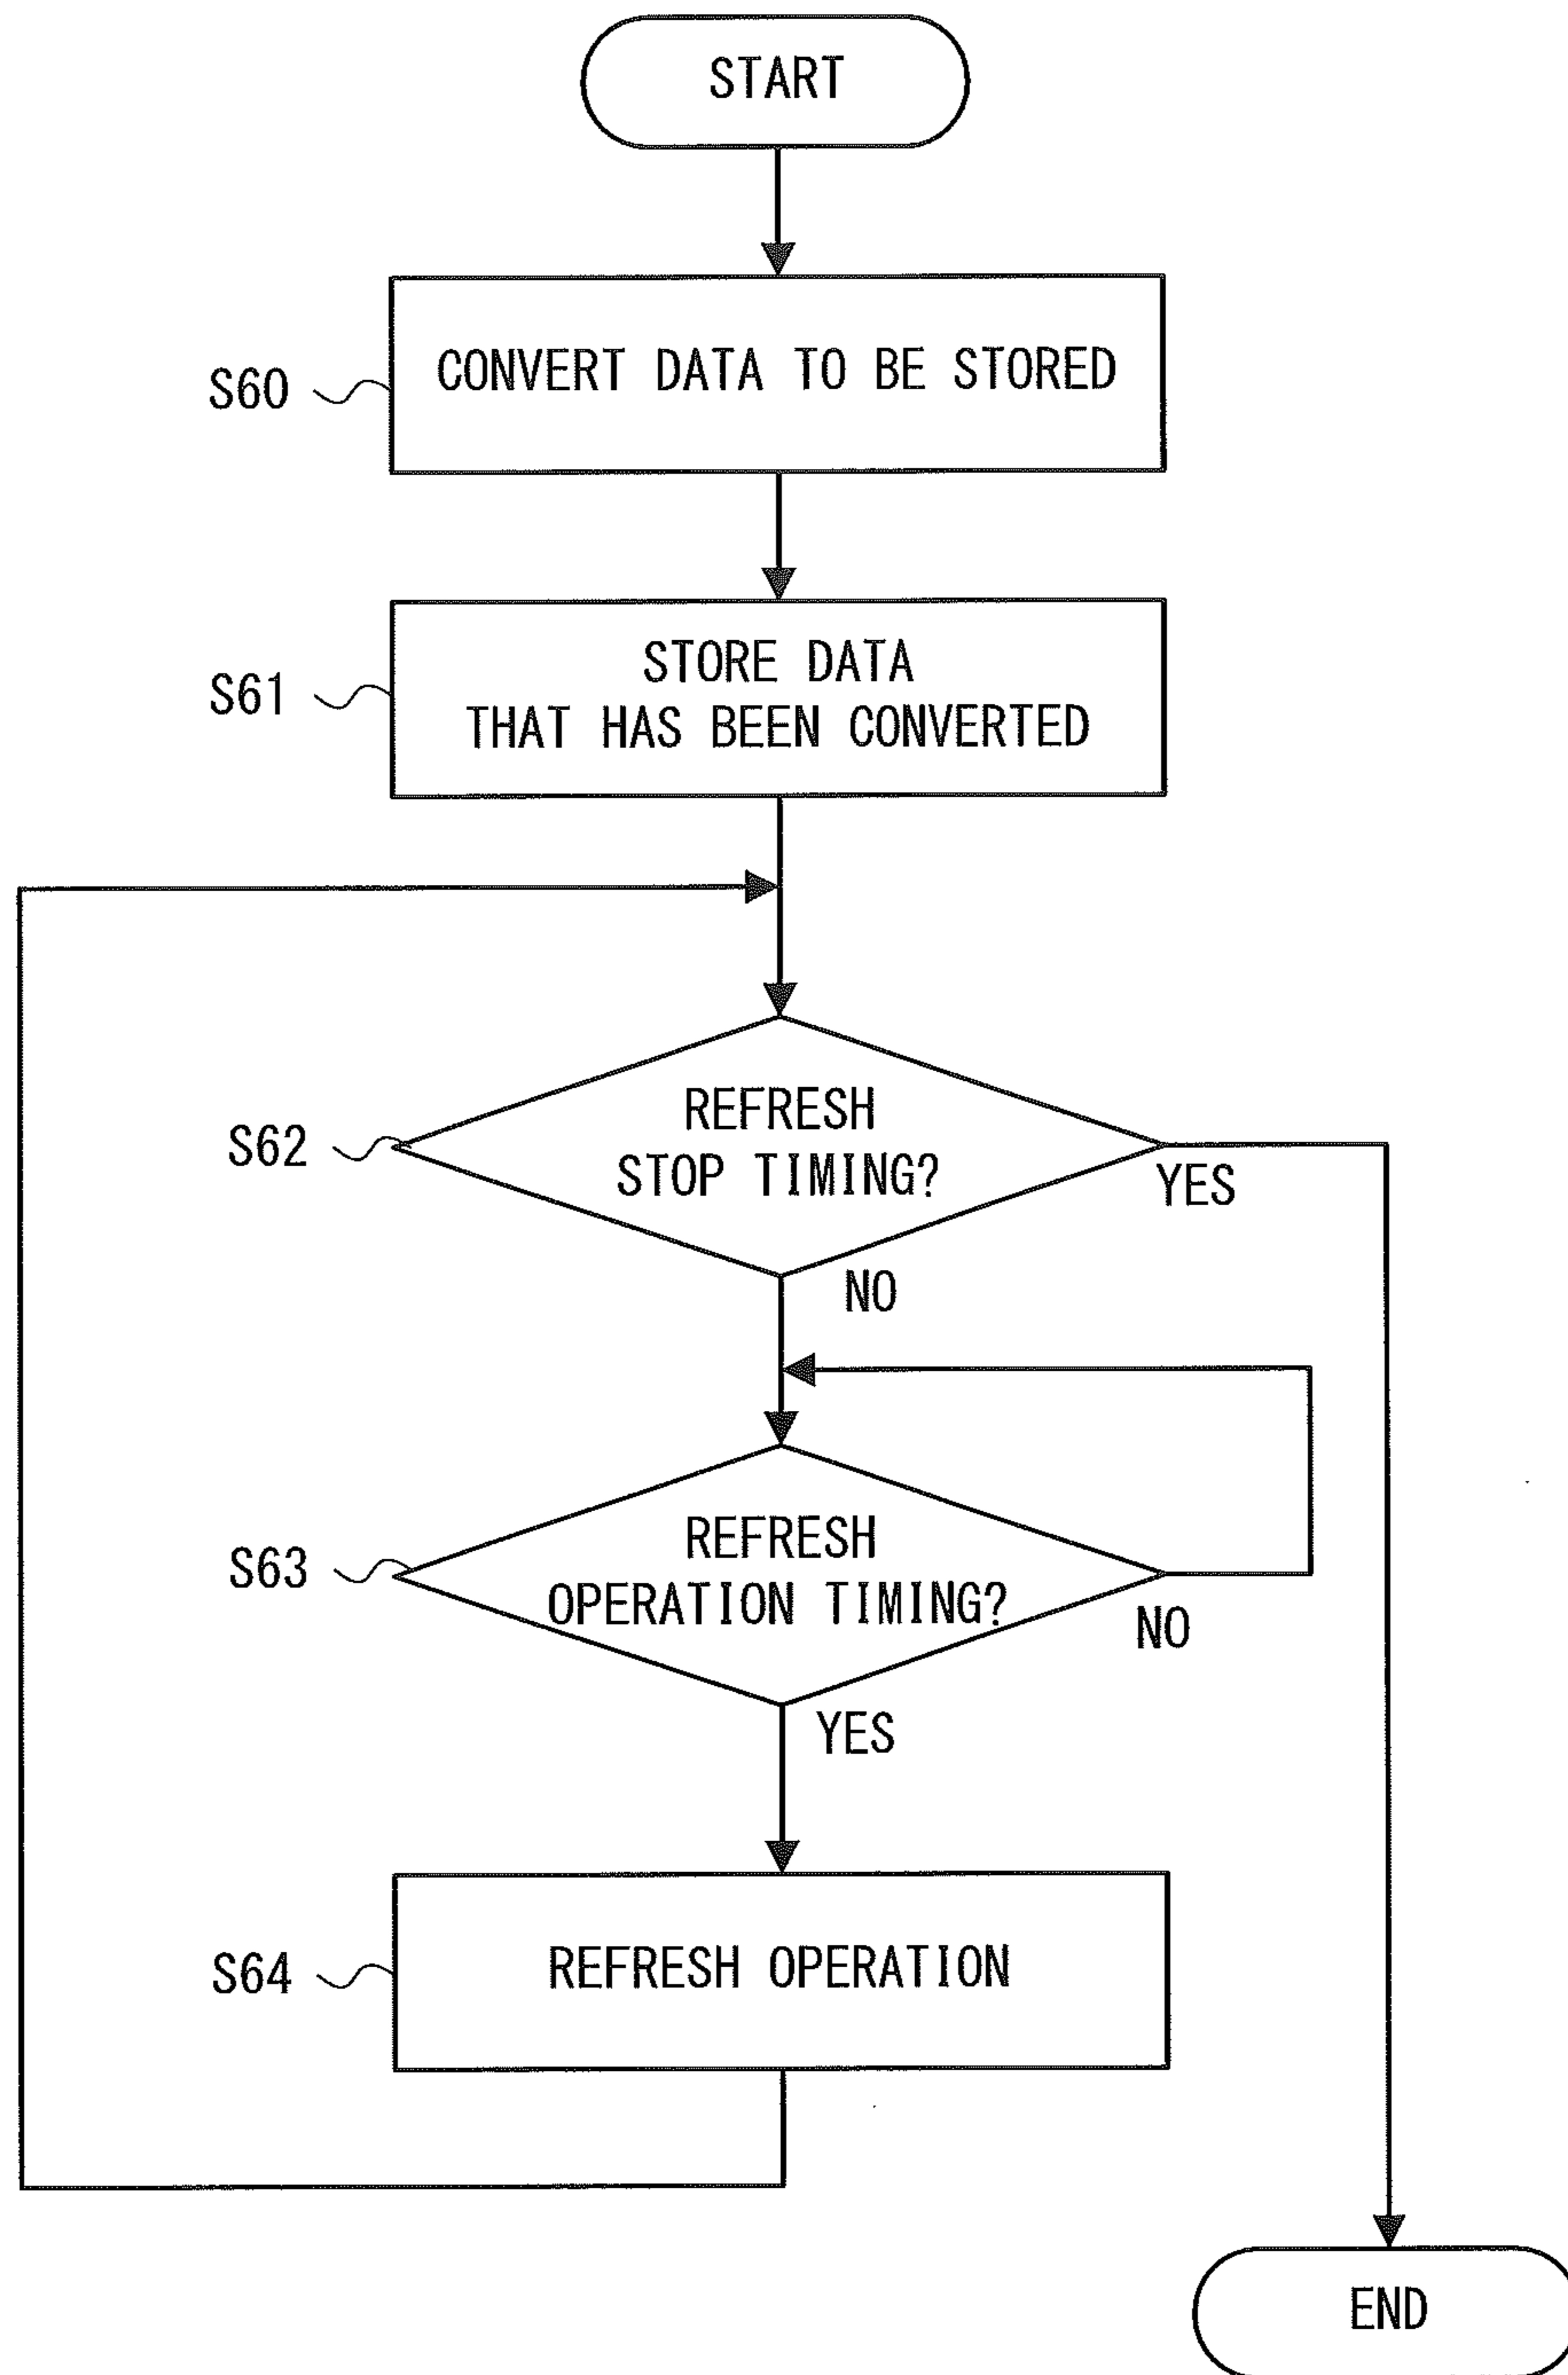 START
S60
CONVERT DATA TO BE STORED
S61
STORE DATA
THAT HAS BEEN CONVERTED
S62
REFRESH
STOP TIMING?
YES
NO
S63
REFRESH
OPERATION TIMING?
NO
YES
S64
REFRESH OPERATION
END